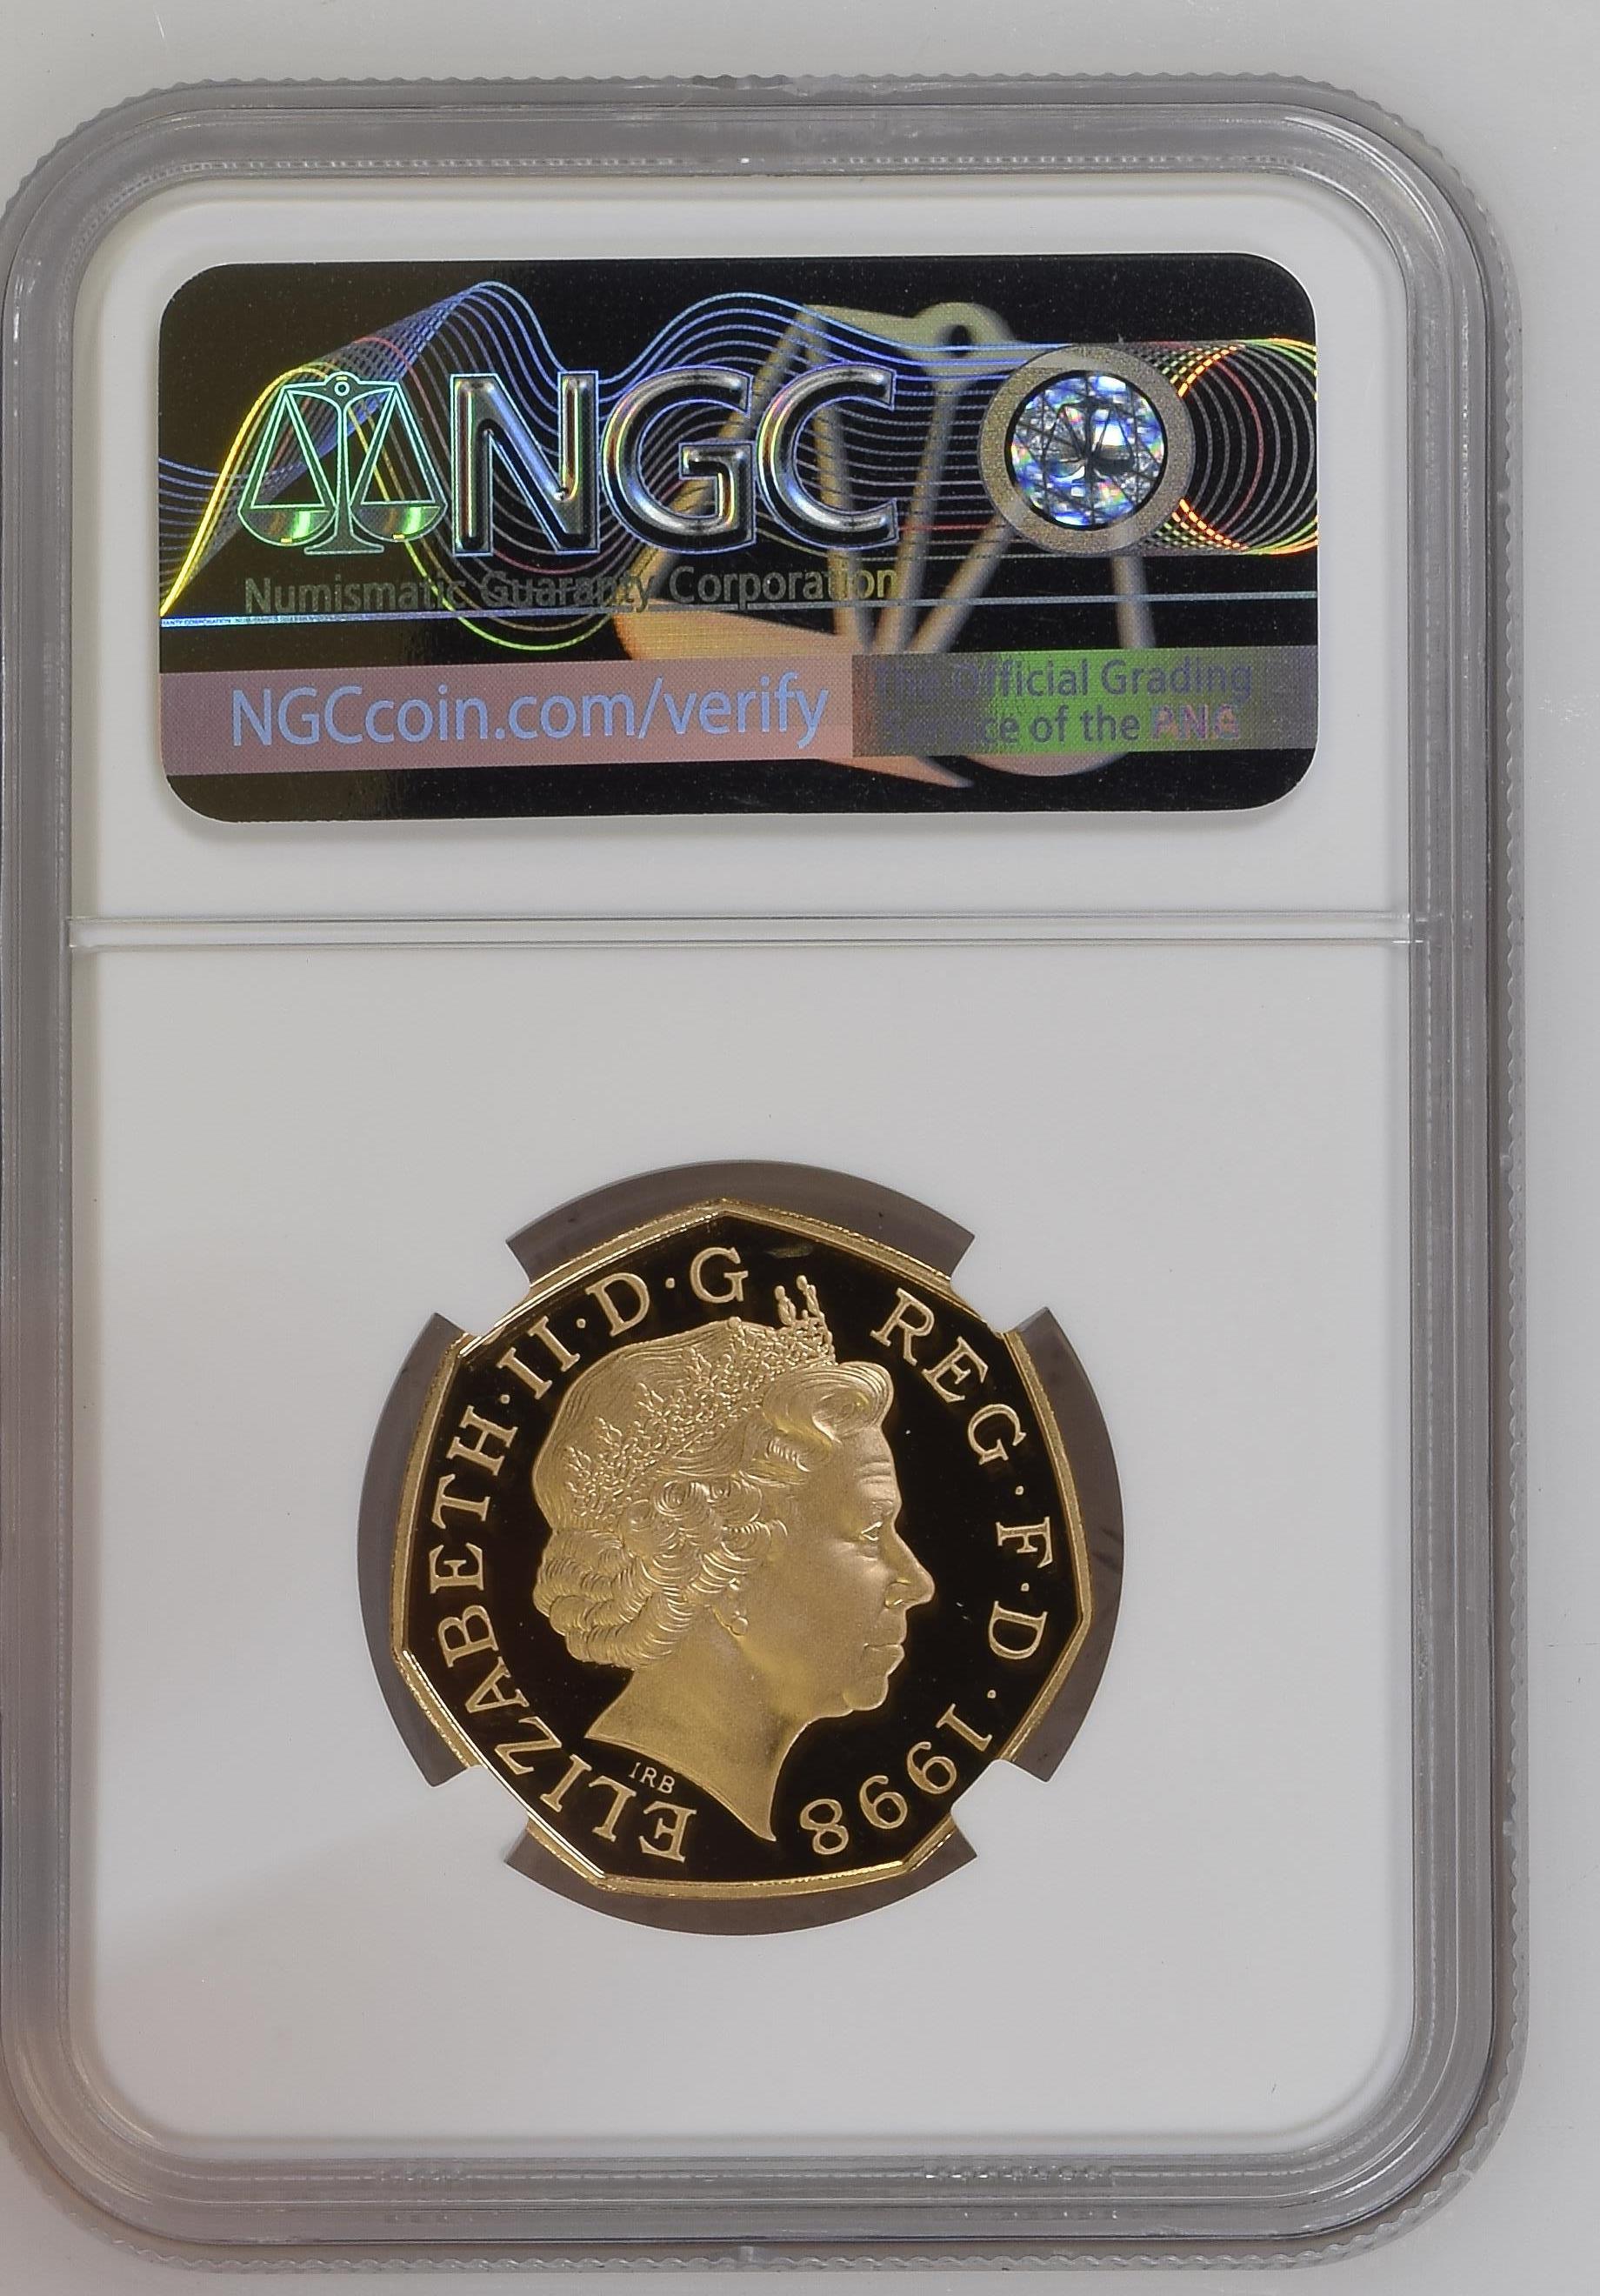 NGC
Numismatic Guaranty Corporation
NGCcoin.com/verify
The Official Grading
Service of the PNG
ELIZABETH·II·D·G REG·F·D·1998
IRB